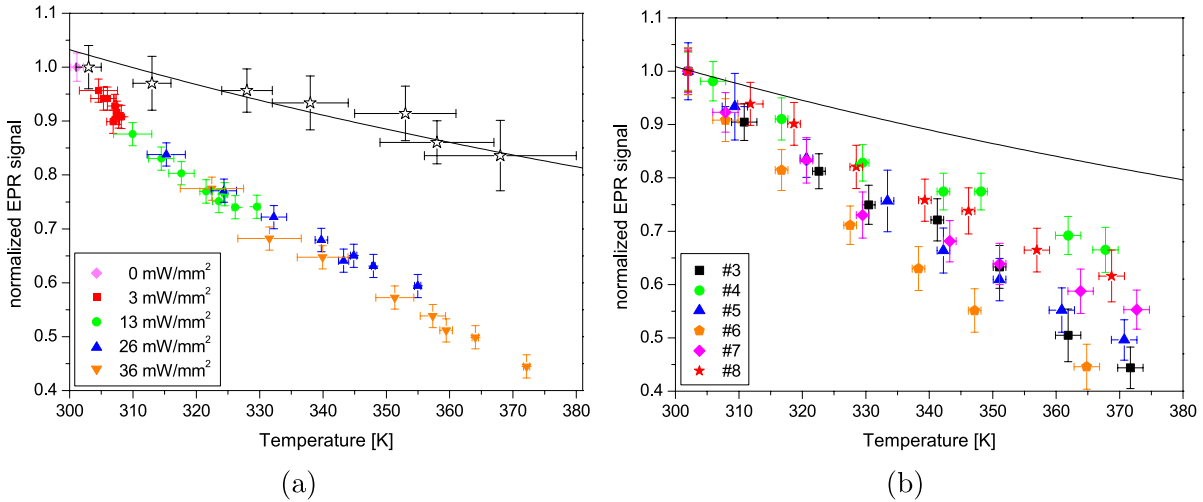 (a)
1.1
1.0
0.9
0.8
0.7
0.6
0.5
0.4
normalized EPR signal
0 mW/mm²
3 mW/mm²
13 mW/mm²
26 mW/mm²
36 mW/mm²
300 310 320 330 340 350 360 370 380
Temperature [K]
(a)
b)
1.1
1.0
0.9
0.8
0.7
0.6
0.5
0.4
normalized EPR signal
#3
#4
#5
#6
#7
#8
300 310 320 330 340 350 360 370 380
Temperature [K]
(b)